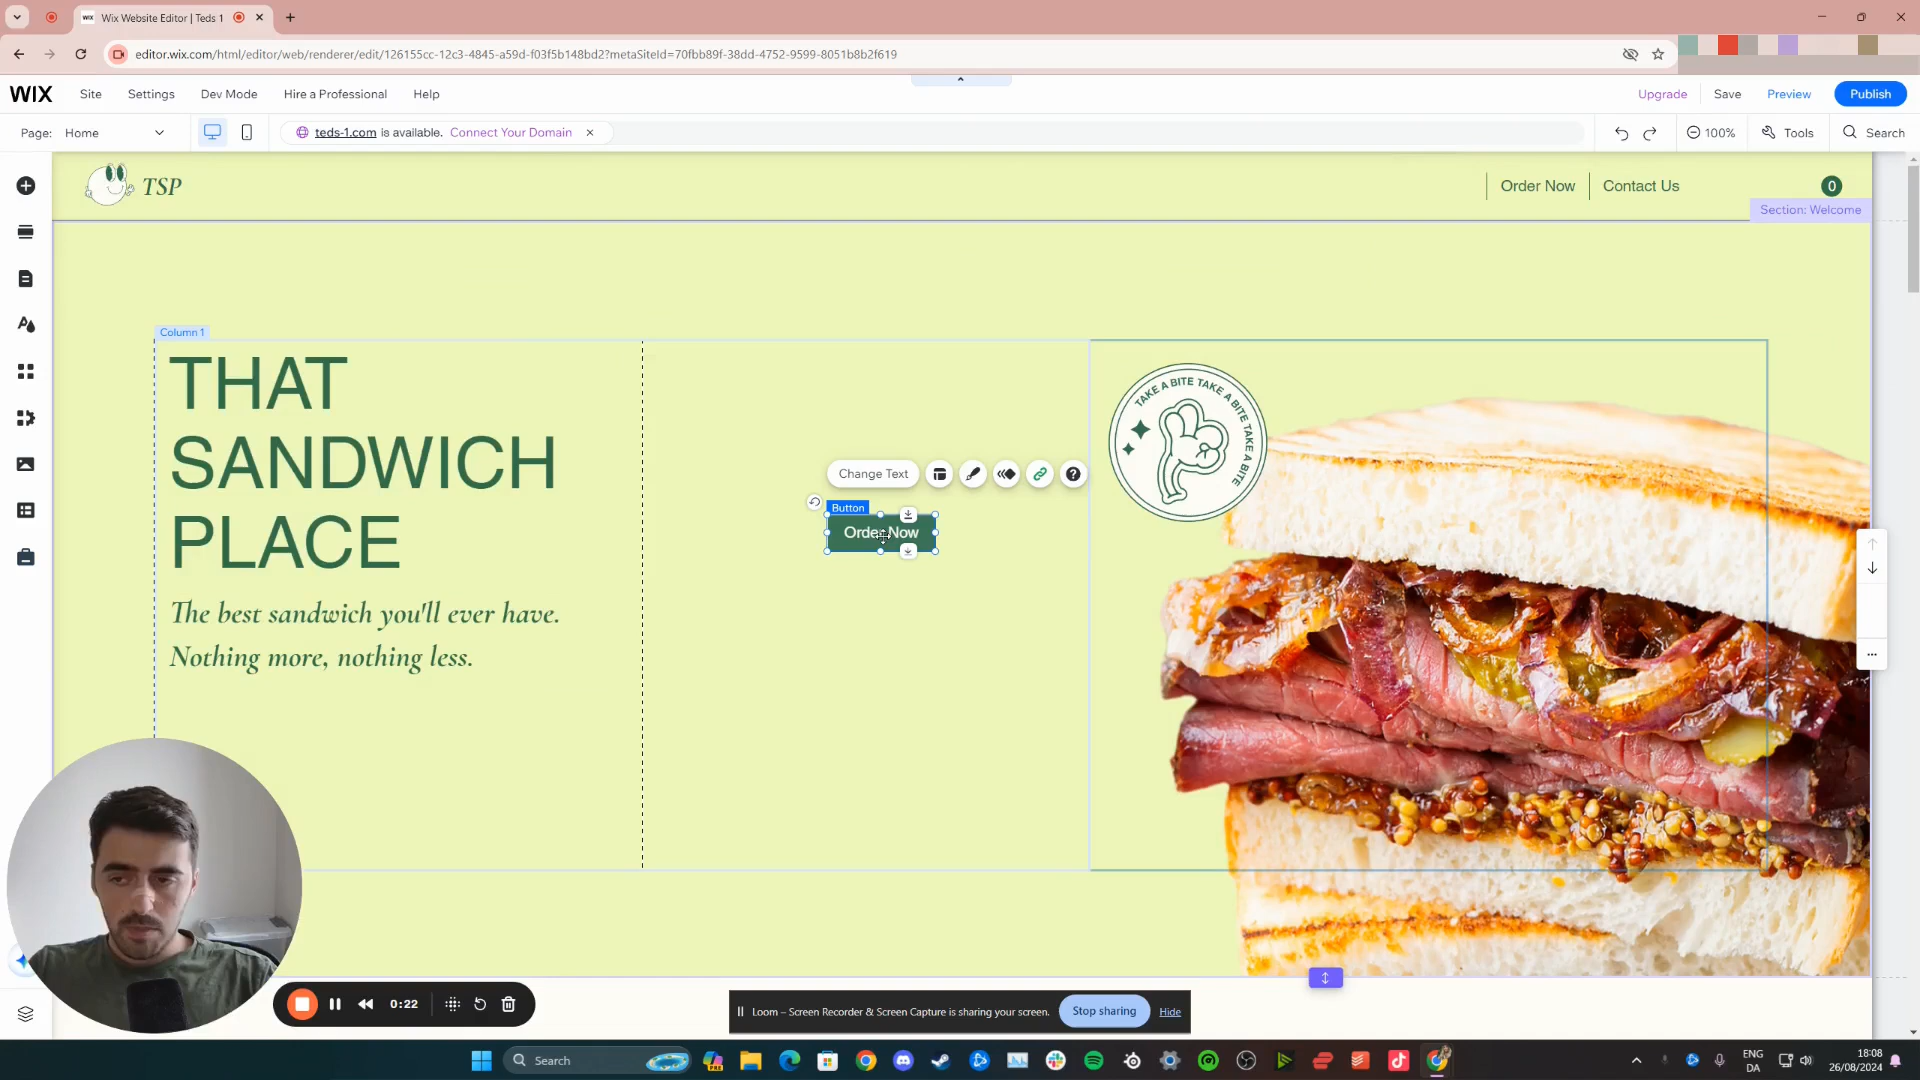 Wix Website Editor | Teds 1
editor.wix.com/html/editor/web/renderer/edit/126155cc-12c3-4845-a59d-f03f5b148bd2?metaSiteId=70fbb89f-38dd-4752-9599-8051b8b2f619
WIX
Site
Settings
Dev Mode
Hire a Professional
Help
Upgrade
Save
Preview
Publish
Page: Home
teds-1.com is available. Connect Your Domain
100%
Tools
Search
TSP
Order Now
Contact Us
0
Section: Welcome
Column 1
THAT
SANDWICH
PLACE
The best sandwich you'll ever have.
Nothing more, nothing less.
Change Text
Button
Order Now
TAKE A BITE TAKE A BITE TAKE A BITE
0:22
Loom – Screen Recorder & Screen Capture is sharing your screen.
Stop sharing
Hide
Search
ENG
DA
18:08
26/08/2024